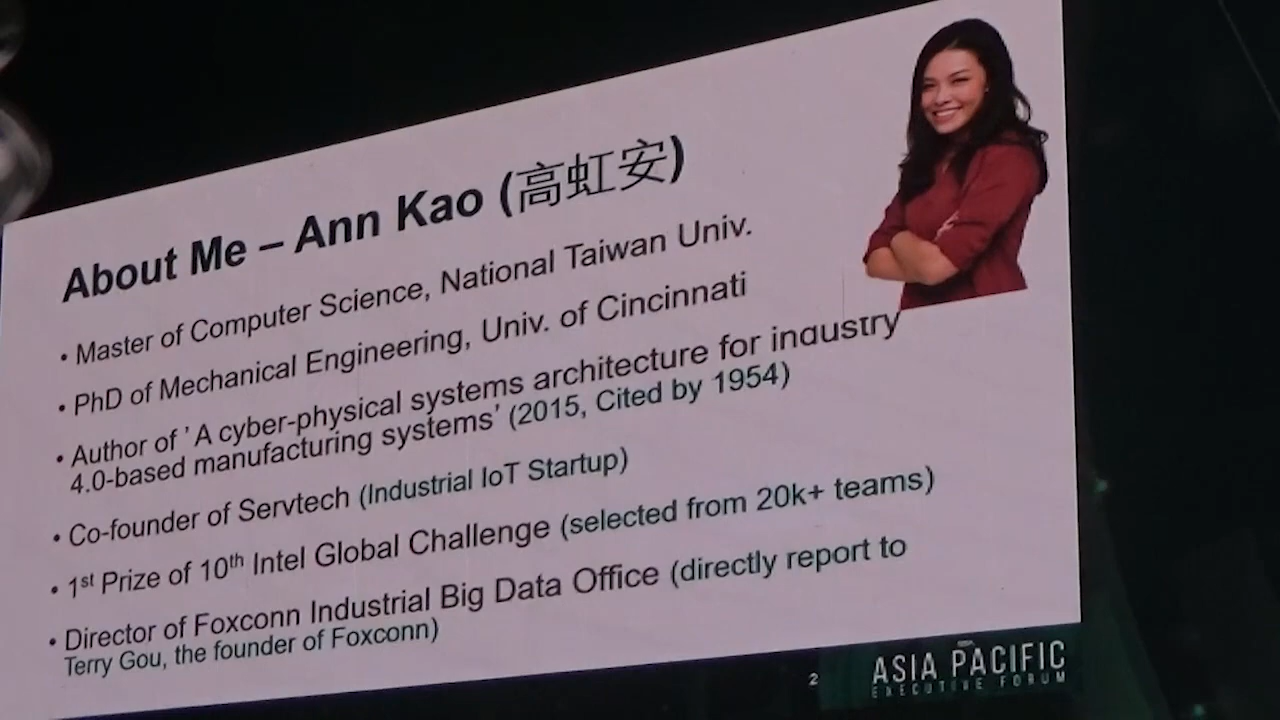 About Me – Ann Kao (高虹安)
• Master of Computer Science, National Taiwan Univ.
• PhD of Mechanical Engineering, Univ. of Cincinnati
• Author of ’ A cyber-physical systems architecture for industry
4.0-based manufacturing systems’ (2015, Cited by 1954)
• Co-founder of Servtech (Industrial IoT Startup)
• 1st Prize of 10th Intel Global Challenge (selected from 20k+ teams)
• Director of Foxconn Industrial Big Data Office (directly report to
Terry Gou, the founder of Foxconn)
2
ASIA PACIFIC
EXECUTIVE FORUM